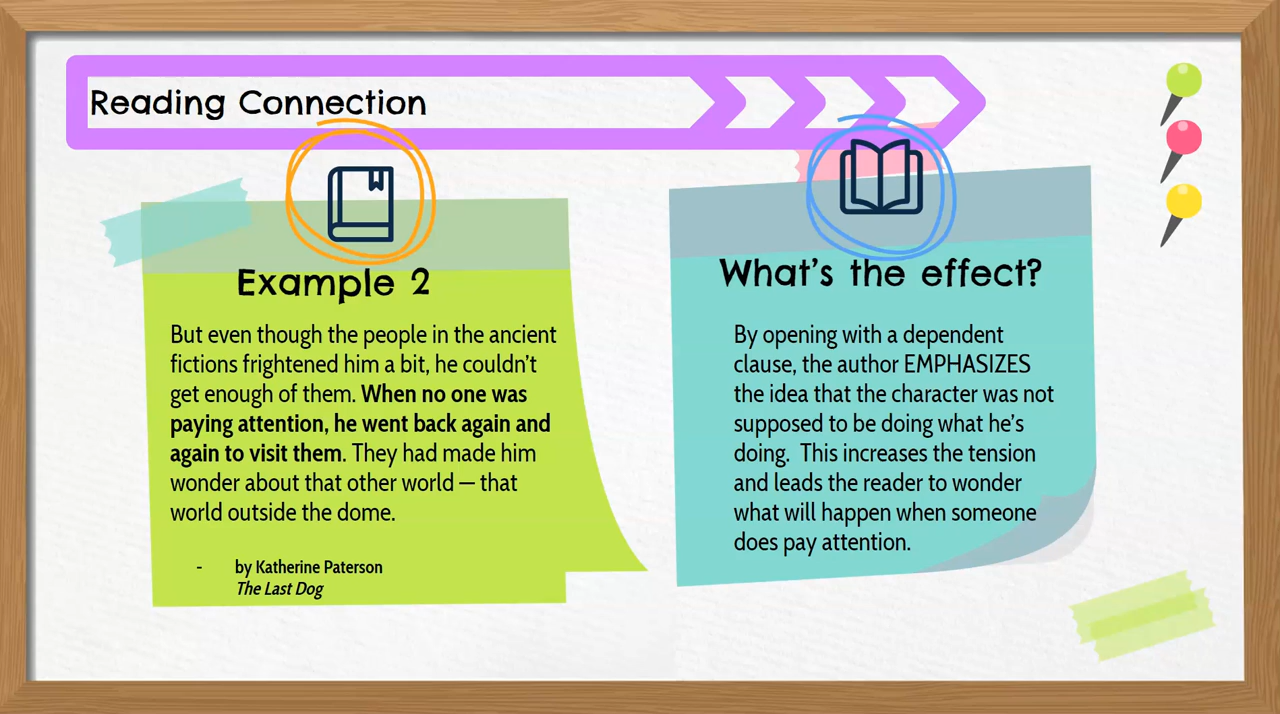 Reading Connection
Example 2
But even though the people in the ancient
fictions frightened him a bit, he couldn't
get enough of them. When no one was
paying attention, he went back again and
again to visit them. They had made him
wonder about that other world — that
world outside the dome.
- by Katherine Paterson
The Last Dog
What's the effect?
By opening with a dependent
clause, the author EMPHASIZES
the idea that the character was not
supposed to be doing what he's
doing.  This increases the tension
and leads the reader to wonder
what will happen when someone
does pay attention.